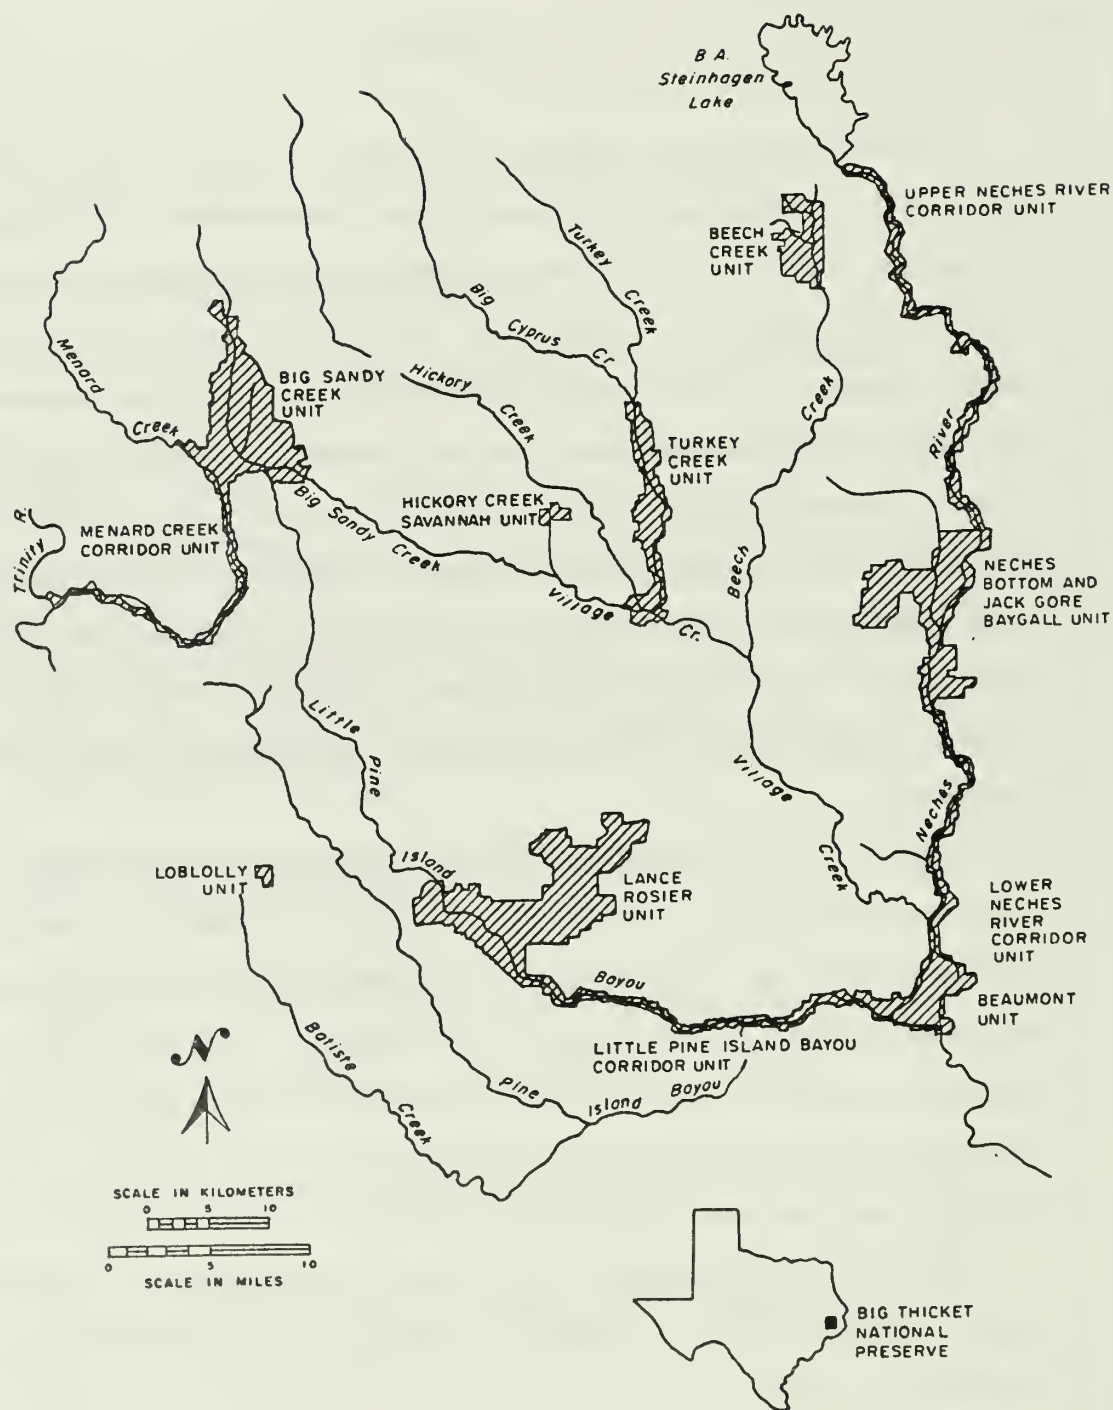 B A.
Steinhagen
Lake
UPPER NECHES RIVER
CORRIDOR UNIT
BEECH
CREEK
UNIT
Turkey
Creek
Big
Cyprus
Cr
Menard
Creek
BIG SANDY
CREEK
UNIT
Hickory
Creek
Creek
River
TURKEY
CREEK
UNIT
HICKORY CREEK
SAVANNAH UNIT
Big Sandy
Creek
Trinity R.
MENARD CREEK
CORRIDOR UNIT
Beech
NECHES
BOTTOM AND
JACK GORE
BAYGALL UNIT
Village
Cr.
Little
Pine
Island
Village
Creek
Neches
LOBLOLLY
UNIT
LANCE
ROSIER
UNIT
LOWER
NECHES
RIVER
CORRIDOR
UNIT
Bayou
BEAUMONT
UNIT
LITTLE PINE ISLAND BAYOU
CORRIDOR UNIT
Batiste
Creek
Pine
Island
Bayou
N
SCALE IN KILOMETERS
0 5 10
0 5 10
SCALE IN MILES
BIG THICKET
NATIONAL
PRESERVE